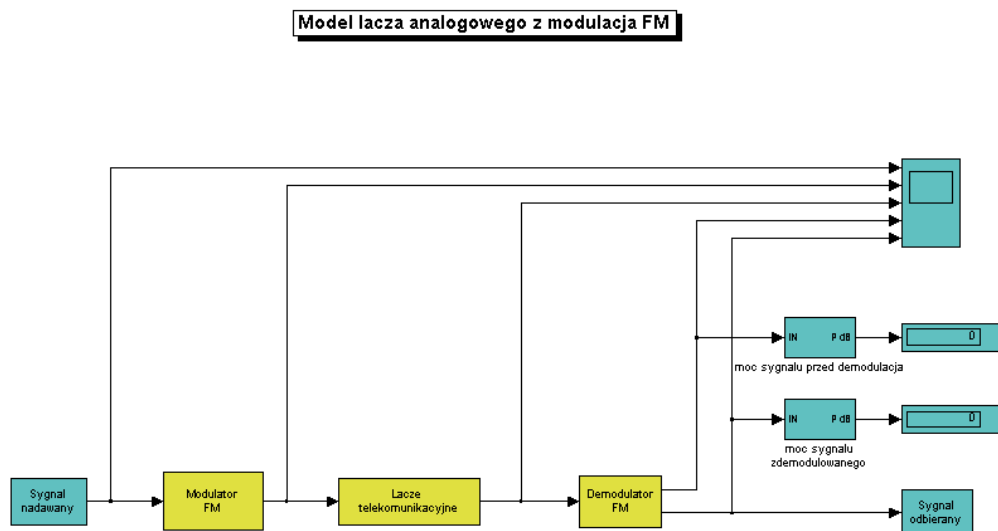 Model lacza analogowego z modulacja FM
IN
P dB
0
moc sygnalu przed demodulacja
IN
P dB
0
moc sygnalu
zdemodulowanego
Sygnal
nadawany
Modulator
FM
Lacze
telekomunikacyjne
Demodulator
FM
Sygnal
odbierany